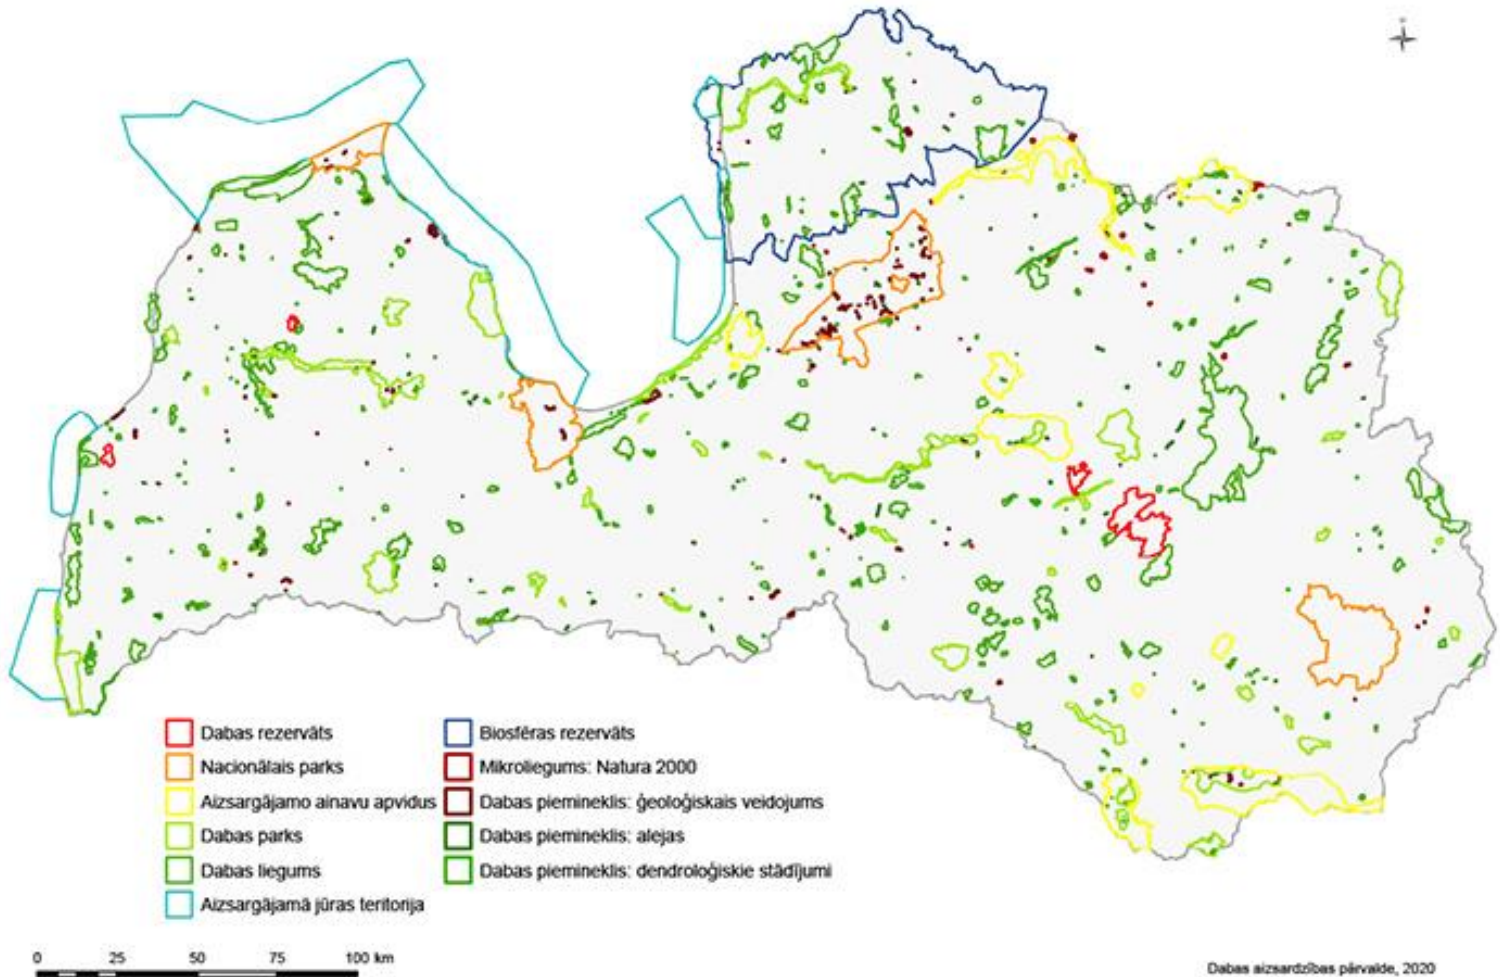 Dabas rezervāts
Nacionālais parks
Aizsargājamo ainavu apvidus
Dabas parks
Dabas liegums
Aizsargājamā jūras teritorija
Biosfēras rezervāts
Mikroliegums: Natura 2000
Dabas piemineklis: ģeoloģiskais veidojums
Dabas piemineklis: alejas
Dabas piemineklis: dendroloģiskie stādījumi
0 25 50 75 100 km
Dabas aizsardzības pārvalde, 2020